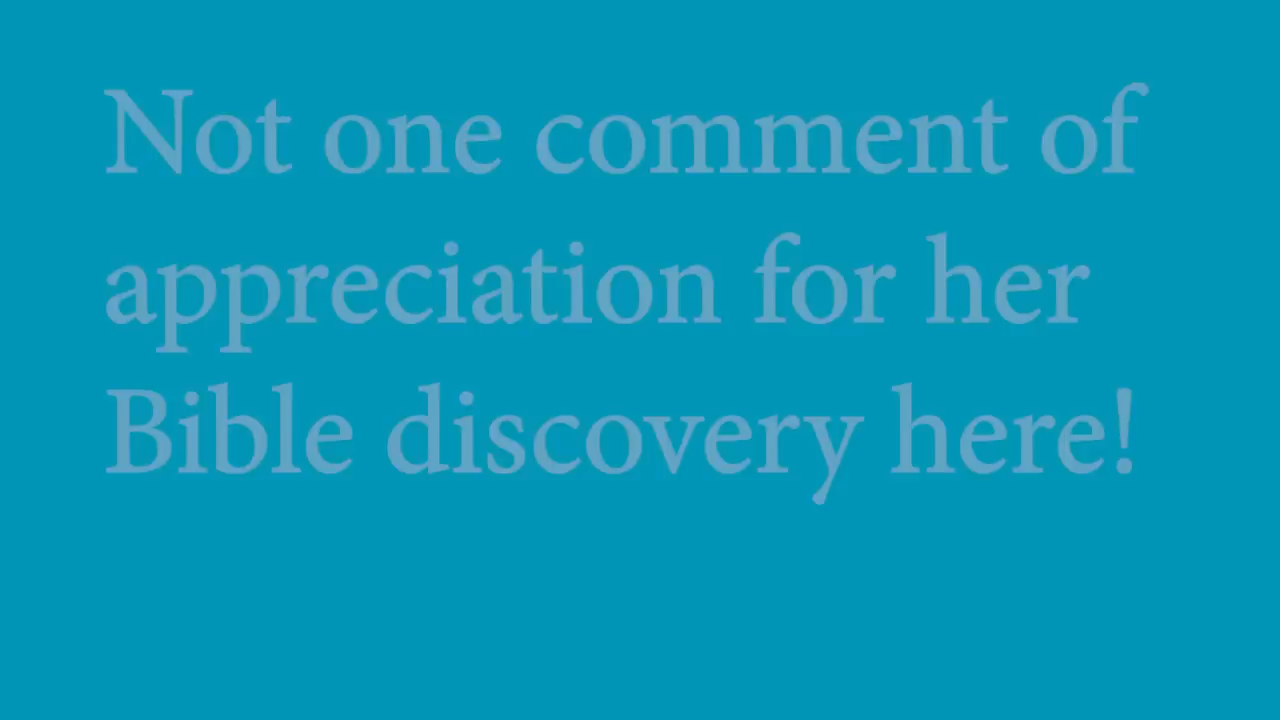 Not one comment of
appreciation for her
Bible discovery here!